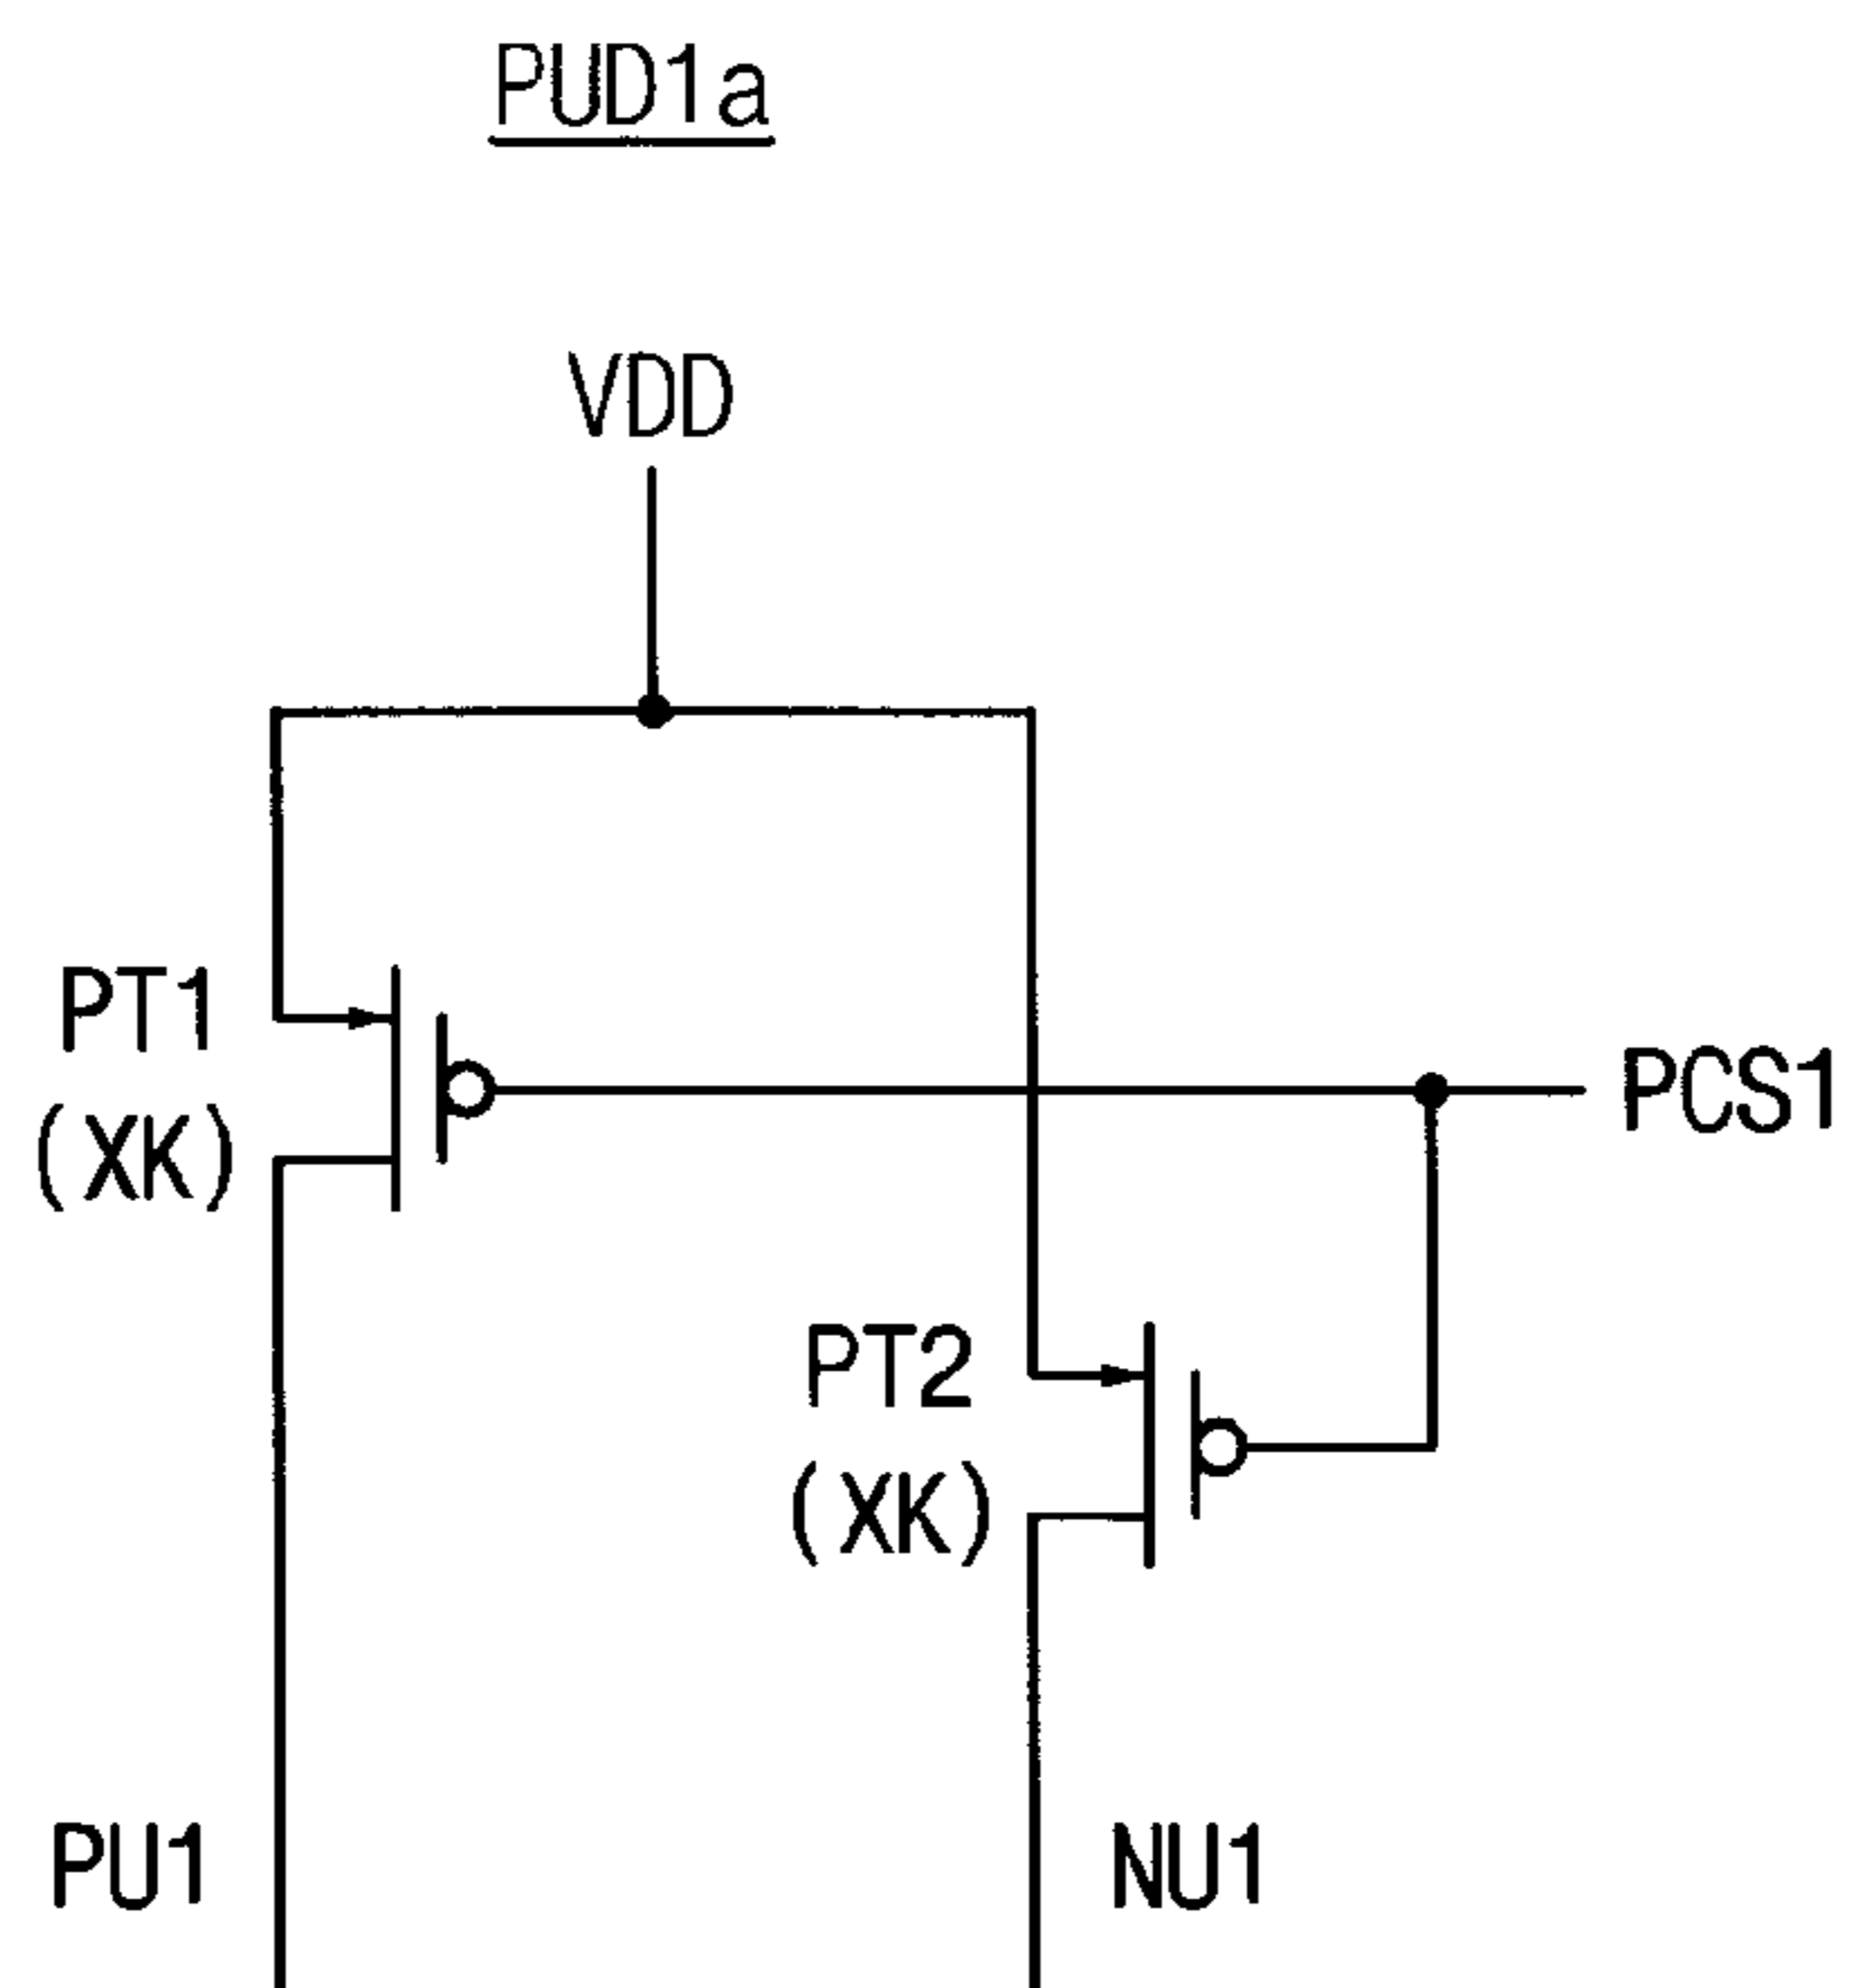 PUD1a
VDD
PT1
(XK)
PCS1
PT2
(XK)
PU1
NU1